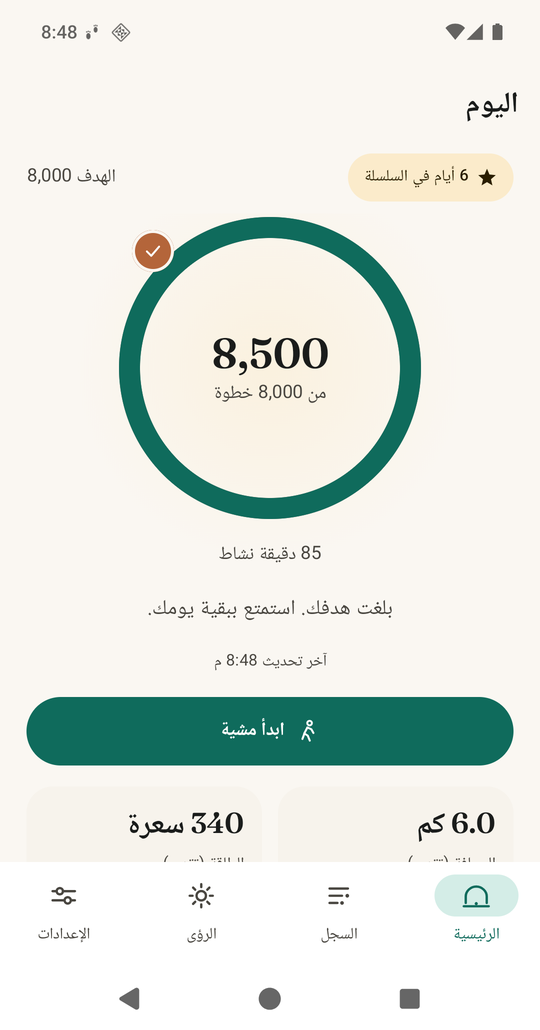 8:48
اليوم
6 أيام في السلسلة
الهدف 8,000
8,500
من 8,000 خطوة
85 دقيقة نشاط
بلغت هدفك. استمتع ببقية يومك.
آخر تحديث 8:48 م
ابدأ مشية
6.0 كم
340 سعرة
الرئيسية
السجل
الرؤى
الإعدادات